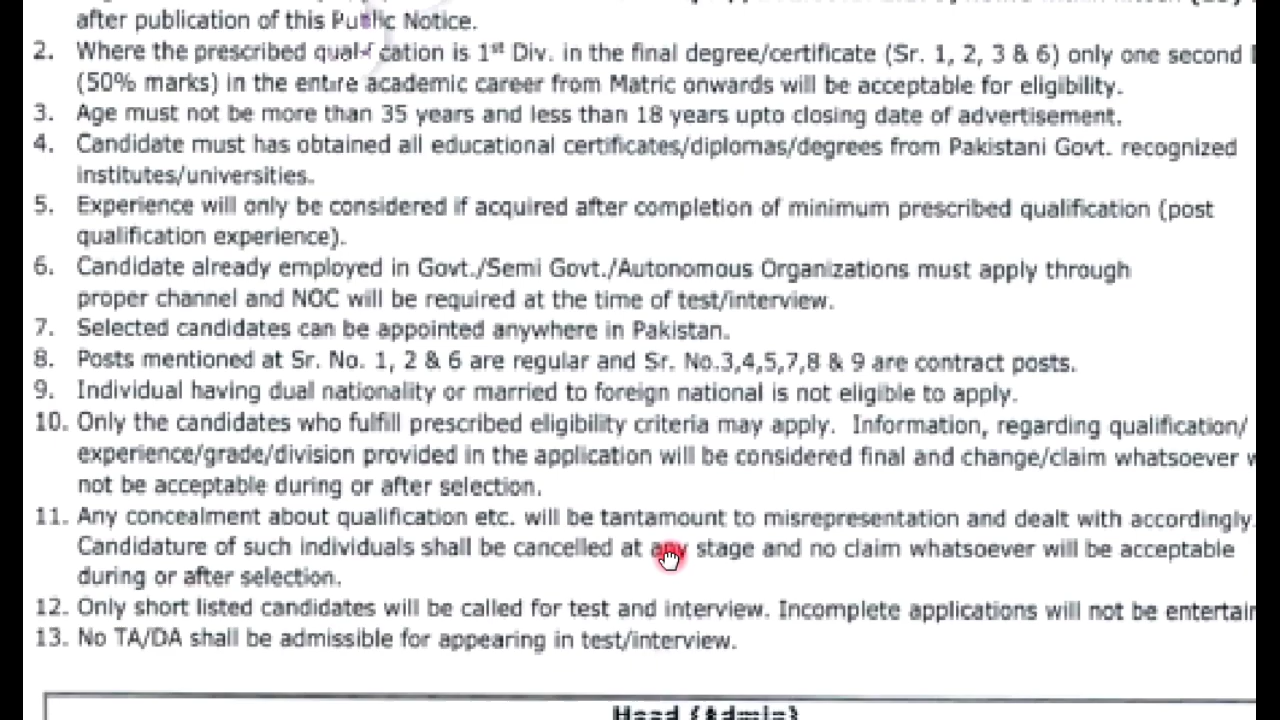 after publication of this Public Notice.
2. Where the prescribed qualification is 1st Div. in the final degree/certificate (Sr. 1, 2, 3 & 6) only one second
(50% marks) in the entire academic career from Matric onwards will be acceptable for eligibility.
3. Age must not be more than 35 years and less than 18 years upto closing date of advertisement.
4. Candidate must has obtained all educational certificates/diplomas/degrees from Pakistani Govt. recognized
institutes/universities.
5. Experience will only be considered if acquired after completion of minimum prescribed qualification (post
qualification experience).
6. Candidate already employed in Govt./Semi Govt./Autonomous Organizations must apply through
proper channel and NOC will be required at the time of test/interview.
7. Selected candidates can be appointed anywhere in Pakistan.
8. Posts mentioned at Sr. No. 1, 2 & 6 are regular and Sr. No.3,4,5,7,8 & 9 are contract posts.
9. Individual having dual nationality or married to foreign national is not eligible to apply.
10. Only the candidates who fulfill prescribed eligibility criteria may apply. Information, regarding qualification/
experience/grade/division provided in the application will be considered final and change/claim whatsoever
not be acceptable during or after selection.
11. Any concealment about qualification etc. will be tantamount to misrepresentation and dealt with accordingly.
Candidature of such individuals shall be cancelled at any stage and no claim whatsoever will be acceptable
during or after selection.
12. Only short listed candidates will be called for test and interview. Incomplete applications will not be
13. No TA/DA shall be admissible for appearing in test/interview.
Head (Admin)